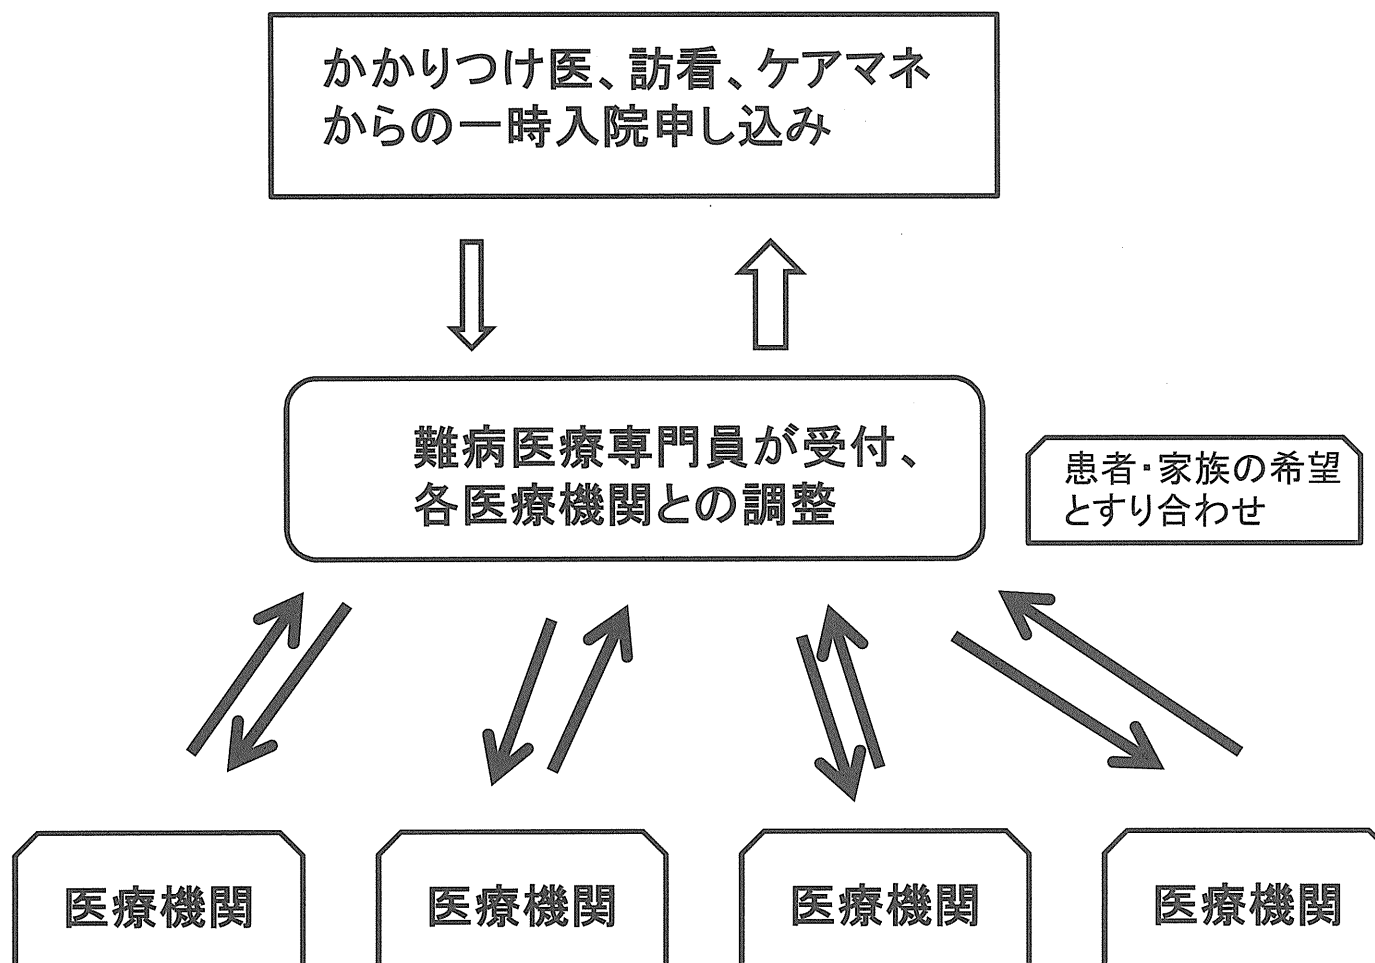 かかりつけ医、訪看、ケアマネ
からの一時入院申し込み
難病医療専門員が受付、
各医療機関との調整
患者・家族の希望
とすり合わせ
医療機関
医療機関
医療機関
医療機関